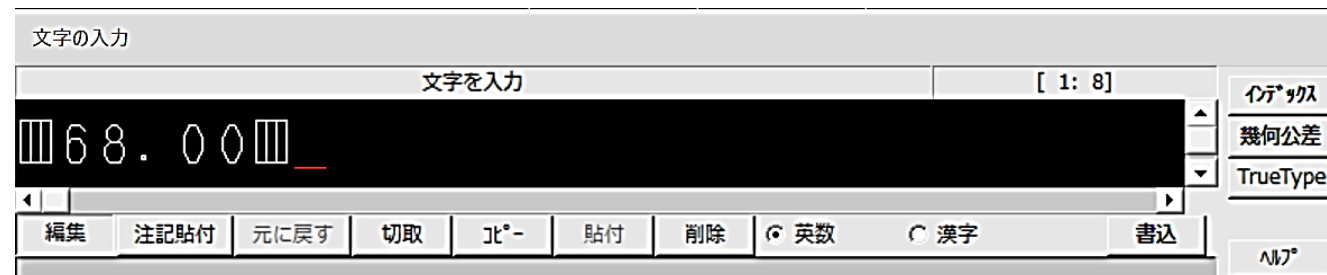 文字の入力
文字を入力 [ 1: 8]
インデックス
68.00
幾何公差
TrueType
編集 注記貼付 元に戻す 切取 コピー 貼付 削除 英数 漢字 書込
ヘルプ